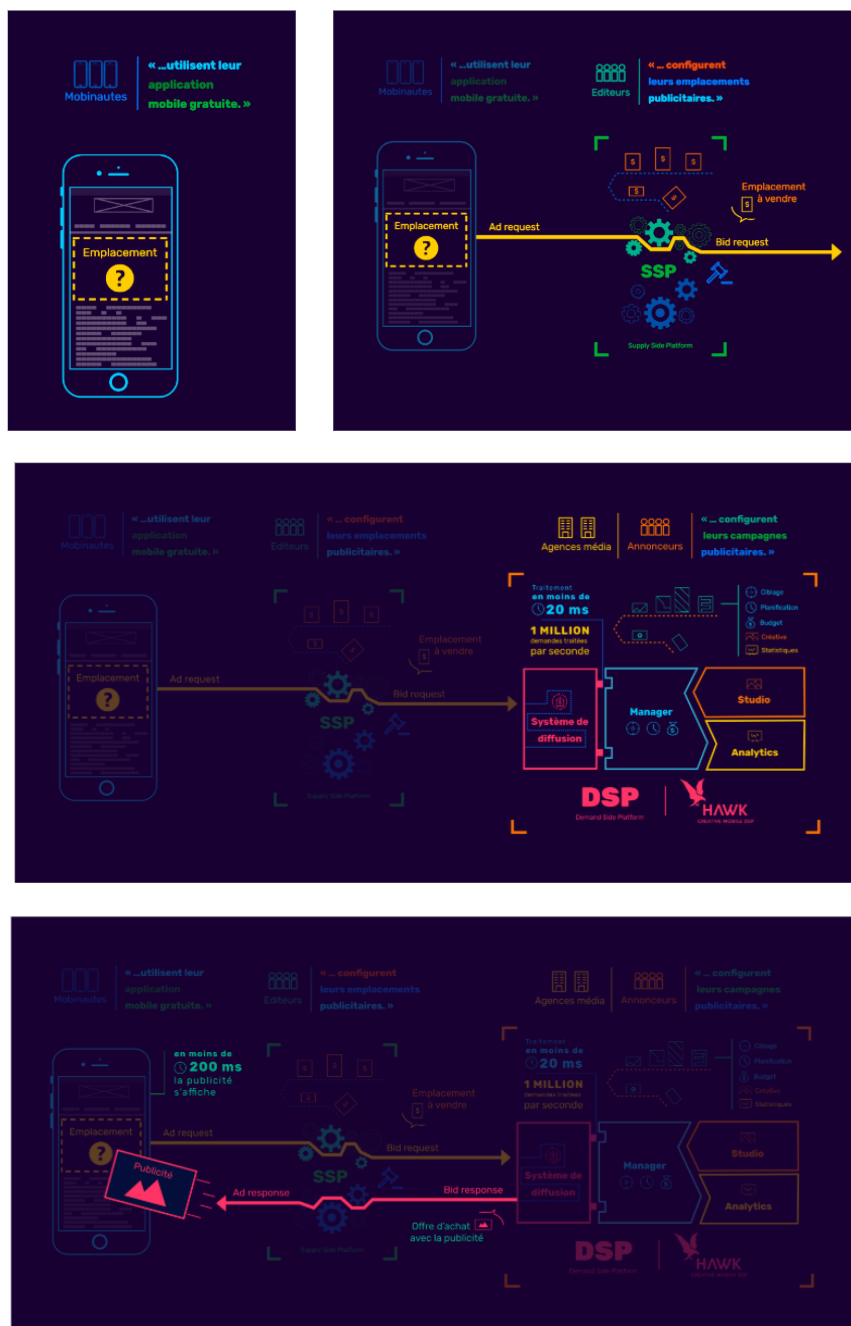 Mobinautes
« ...utilisent leur
application
mobile gratuite. »
Emplacement
?
Mobinautes
« ...utilisent leur
application
mobile gratuite. »
Editeurs
« ... configurent
leurs emplacements
publicitaires. »
Emplacement
?
Ad request
$ $ $
$ $
Emplacement
à vendre
$
Bid request
SSP
Supply Side Platform
Mobinautes
« ...utilisent leur
application
mobile gratuite. »
Editeurs
« ... configurent
leurs emplacements
publicitaires. »
Agences média
Annonceurs
« ... configurent
leurs campagnes
publicitaires. »
Emplacement
?
Ad request
Emplacement
à vendre
Bid request
SSP
Supply Side Platform
Traitement
en moins de
20 ms
1 MILLION
demandes traitées
par seconde
Ciblage
Planification
Budget
Créative
Statistiques
Système de
diffusion
Manager
Studio
Analytics
DSP
Demand Side Platform
HAWK
CREATIVE MOBILE DSP
Mobinautes
« ...utilisent leur
application
mobile gratuite. »
Editeurs
« ... configurent
leurs emplacements
publicitaires. »
Agences média
Annonceurs
« ... configurent
leurs campagnes
publicitaires. »
en moins de
200 ms
la publicité
s'affiche
Emplacement
?
Publicité
Ad request
Emplacement
à vendre
Bid request
SSP
Ad response
Bid response
Offre d'achat
avec la publicité
Supply Side Platform
Traitement
en moins de
20 ms
1 MILLION
demandes traitées
par seconde
Ciblage
Planification
Budget
Créative
Statistiques
Système de
diffusion
Manager
Studio
Analytics
DSP
Demand Side Platform
HAWK
CREATIVE MOBILE DSP